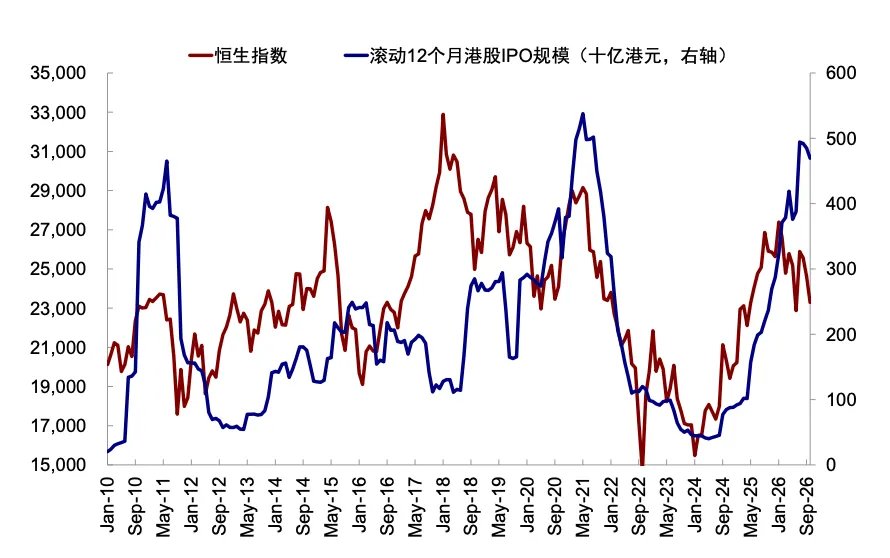 恒生指数
滚动12个月港股IPO规模（十亿港元，右轴）
35,000
33,000
31,000
29,000
27,000
25,000
23,000
21,000
19,000
17,000
15,000
600
500
400
300
200
100
0
Jan-10
Sep-10
May-11
Jan-12
Sep-12
May-13
Jan-14
Sep-14
May-15
Jan-16
Sep-16
May-17
Jan-18
Sep-18
May-19
Jan-20
Sep-20
May-21
Jan-22
Sep-22
May-23
Jan-24
Sep-24
May-25
Jan-26
Sep-26